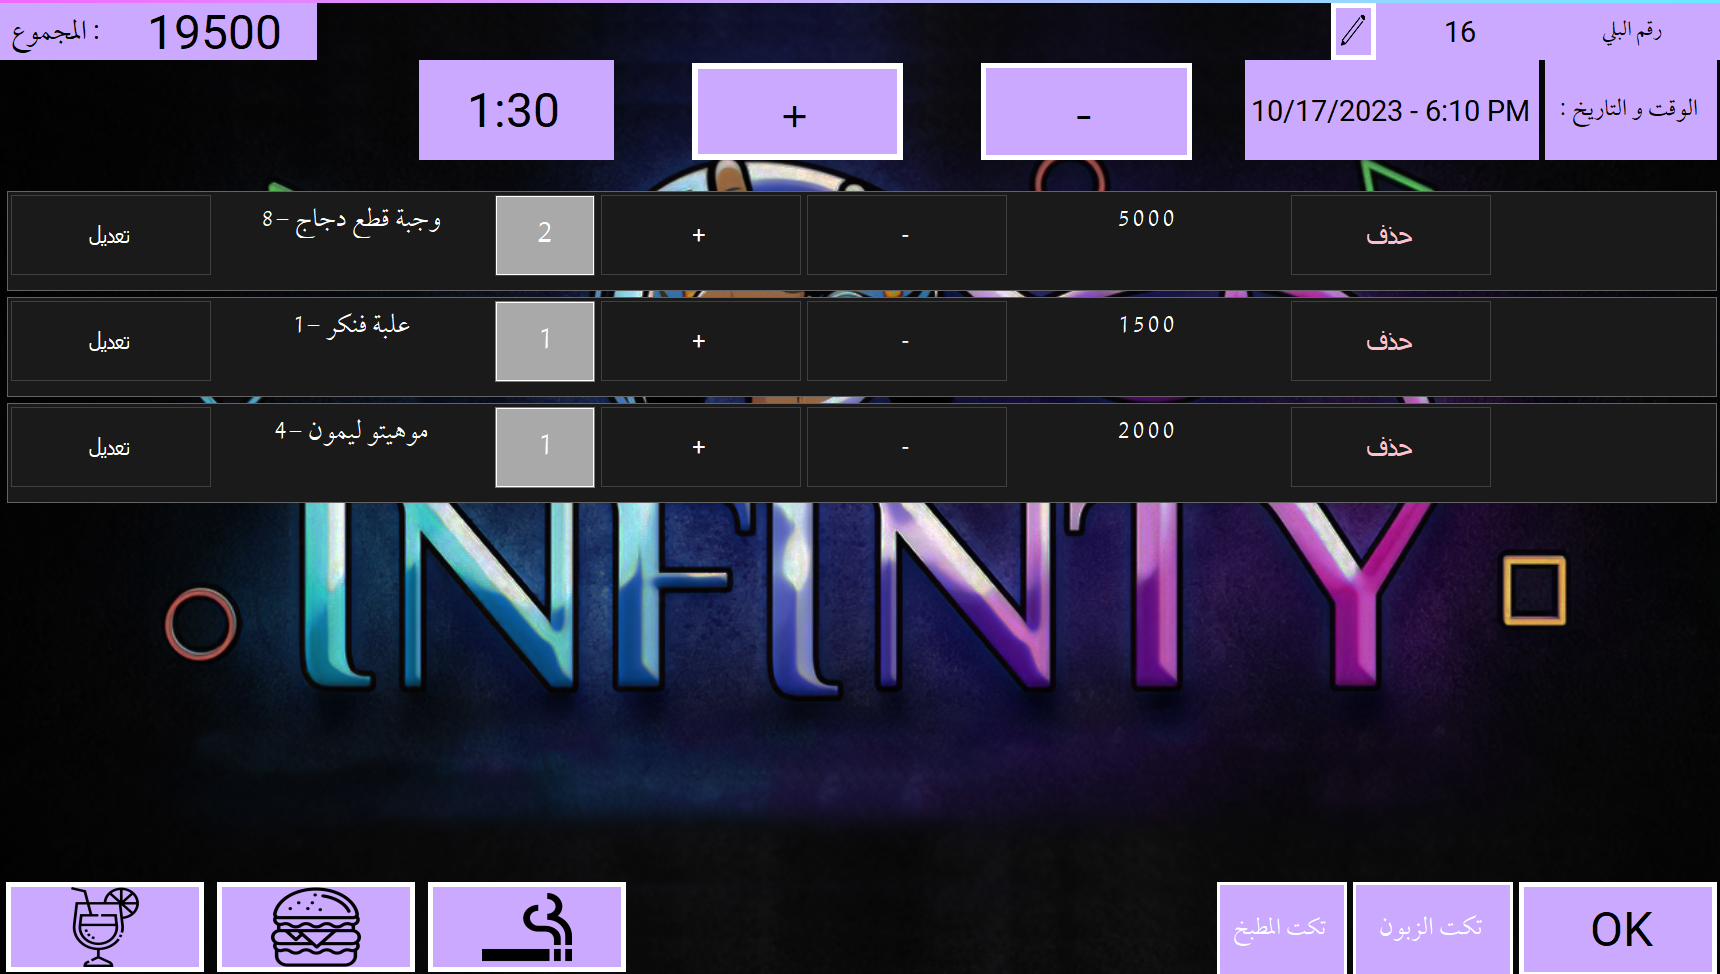 المجموع : 19500
رقم البلي 16
1:30 + - 10/17/2023 - 6:10 PM الوقت و التاريخ :
تعديل وجبة قطع دجاج -8 2 + - 5000 حذف
تعديل علبة فنكر -1 1 + - 1500 حذف
تعديل موهيتو ليمون -4 1 + - 2000 حذف
INFINTY
تكت المطبخ تكت الزبون OK